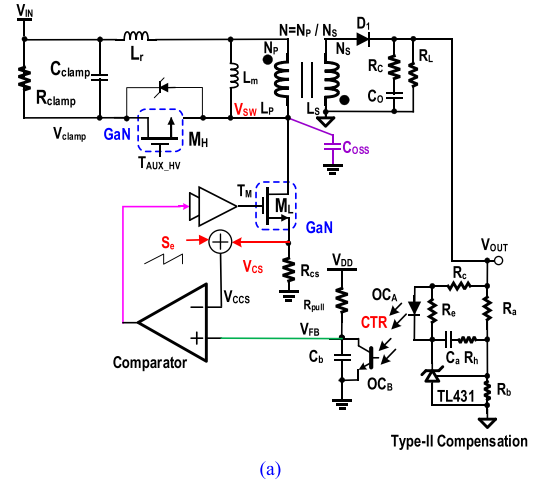 VIN
N=NP / NS
D1
Lr
NP
NS
RC
RL
Cclamp
Lm
Rclamp
CO
VSW
LP
LS
Vclamp
GaN
MH
TAUX_HV
COSS
TM
ML
GaN
Se
VCS
Rcs
VDD
VOUT
Rpull
OCA
Rc
VCCS
CTR
Re
Ra
VFB
Ca
Rh
Comparator
Cb
OCB
TL431
Rb
Type-II Compensation
(a)